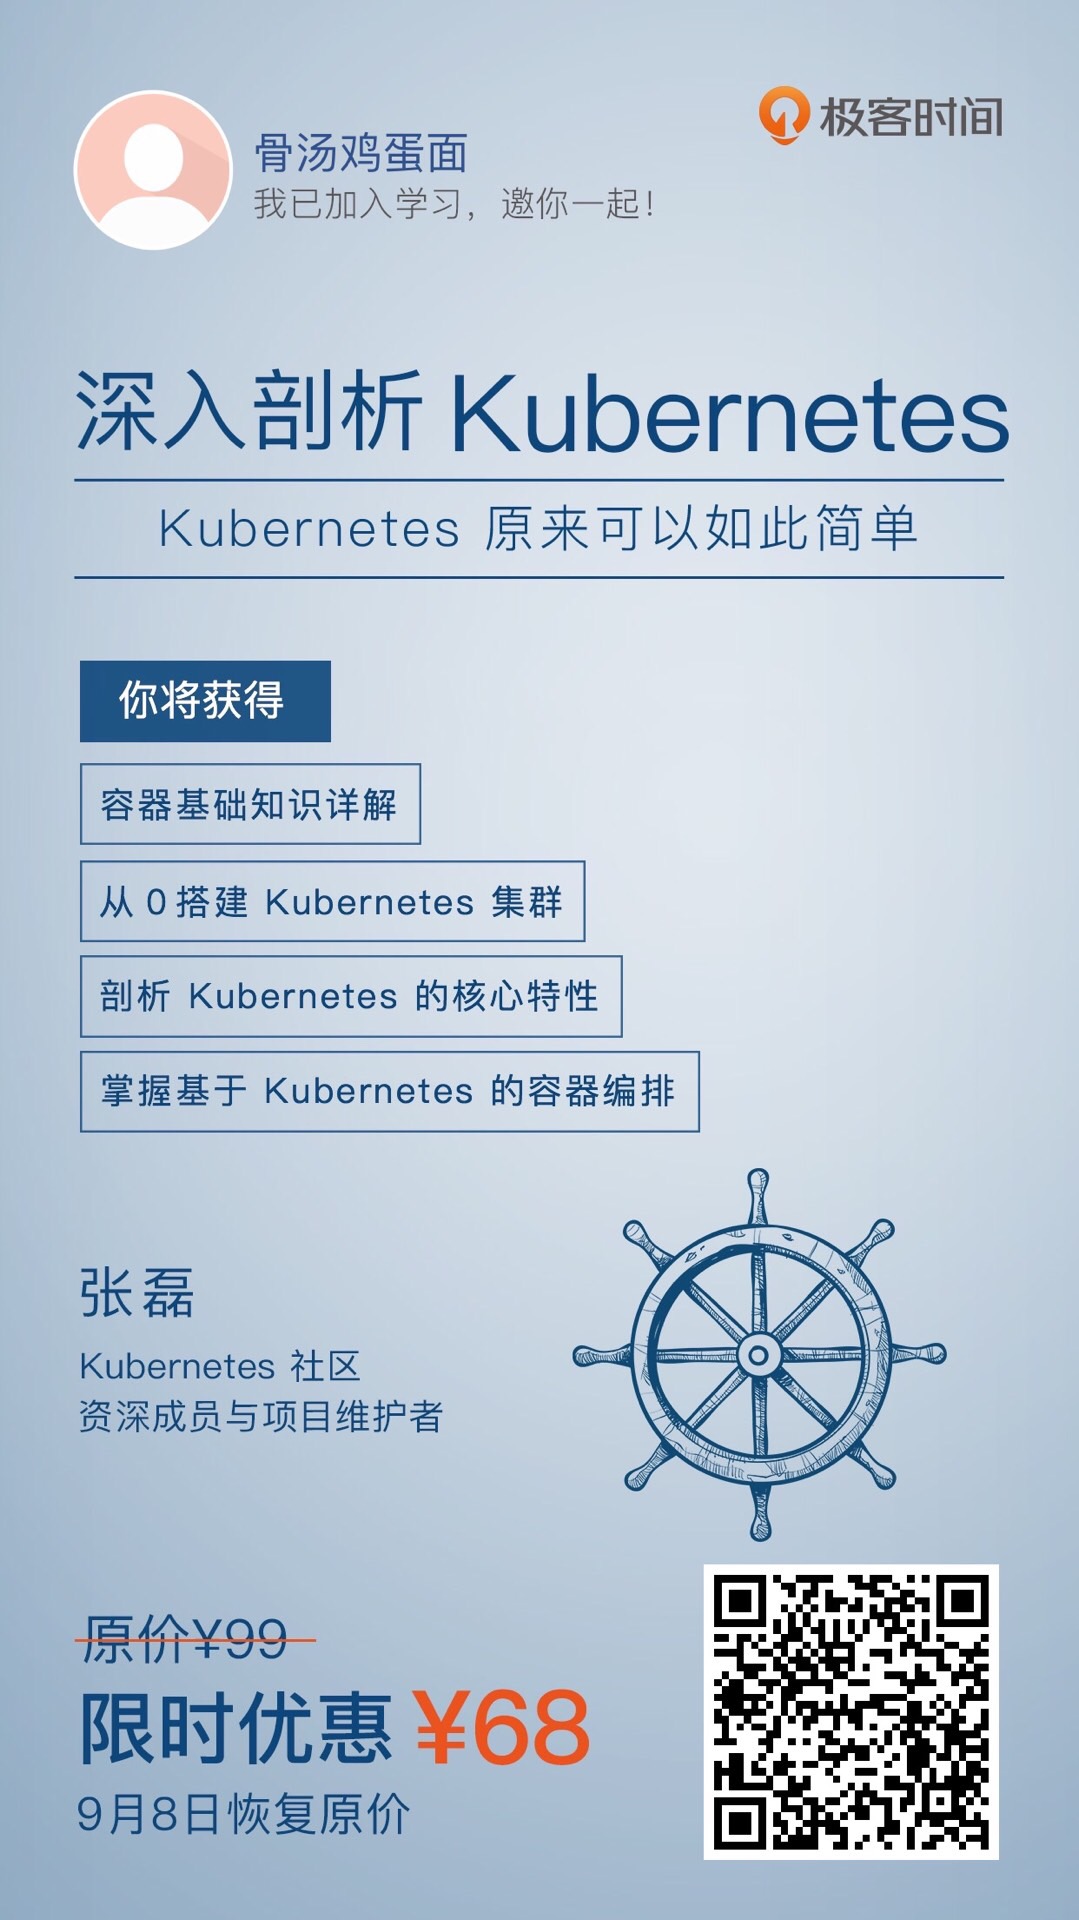 极客时间
骨汤鸡蛋面
我已加入学习，邀你一起！
深入剖析 Kubernetes
Kubernetes 原来可以如此简单
你将获得
容器基础知识详解
从 0 搭建 Kubernetes 集群
剖析 Kubernetes 的核心特性
掌握基于 Kubernetes 的容器编排
张磊
Kubernetes 社区
资深成员与项目维护者
原价¥99
限时优惠 ¥68
9月8日恢复原价